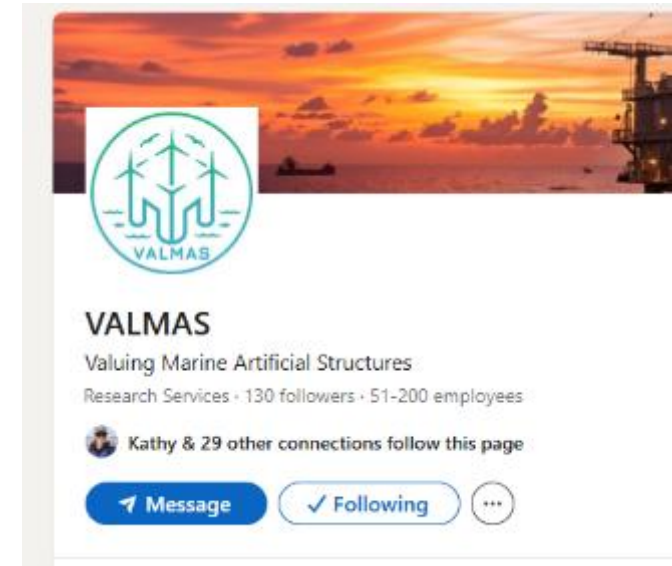 VALMAS
VALMAS
Valuing Marine Artificial Structures
Research Services · 130 followers · 51-200 employees
Kathy & 29 other connections follow this page
Message
Following